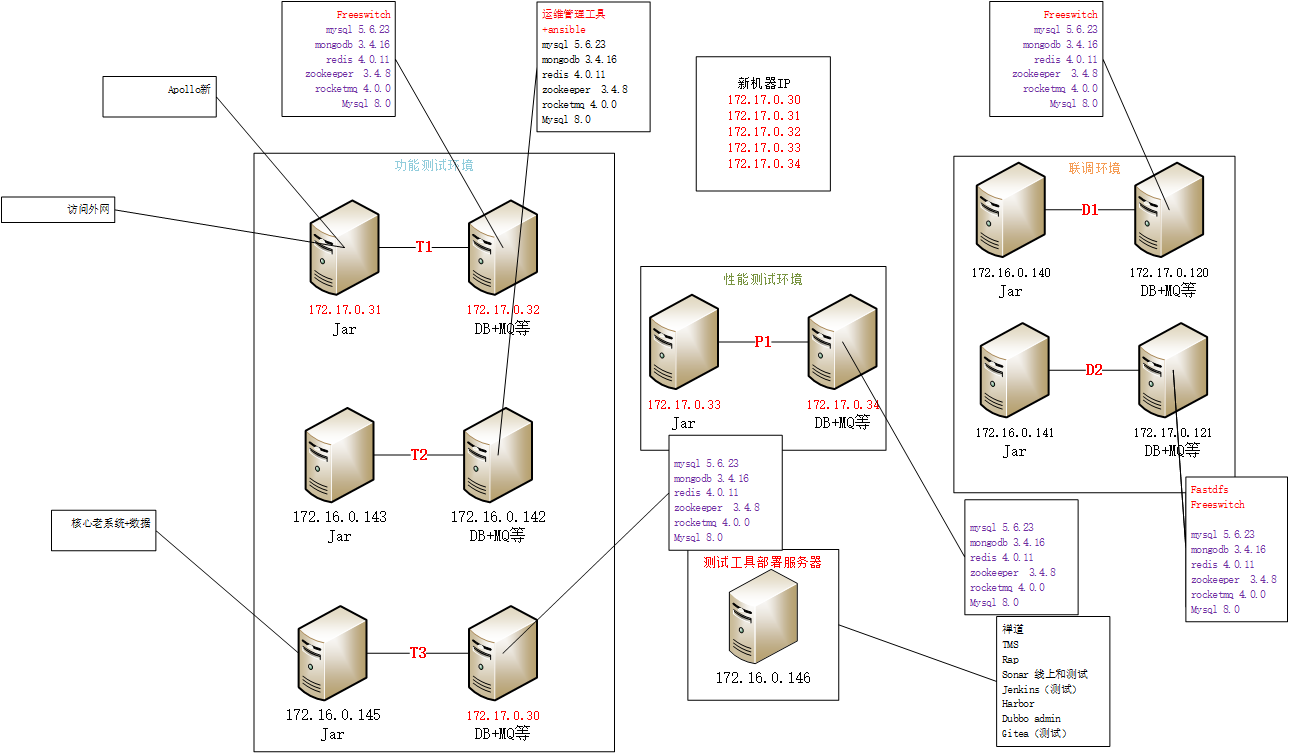 Freeswitch
mysql 5.6.23
mongodb 3.4.16
redis 4.0.11
zookeeper 3.4.8
rocketmq 4.0.0
Mysql 8.0
运维管理工具
+ansible
mysql 5.6.23
mongodb 3.4.16
redis 4.0.11
zookeeper 3.4.8
rocketmq 4.0.0
Mysql 8.0
新机器IP
172.17.0.30
172.17.0.31
172.17.0.32
172.17.0.33
172.17.0.34
Freeswitch
mysql 5.6.23
mongodb 3.4.16
redis 4.0.11
zookeeper 3.4.8
rocketmq 4.0.0
Mysql 8.0
Apollo新
访问外网
核心老系统+数据
功能测试环境
T1
172.17.0.31
Jar
172.17.0.32
DB+MQ等
T2
172.16.0.143
Jar
172.16.0.142
DB+MQ等
T3
172.16.0.145
Jar
172.17.0.30
DB+MQ等
性能测试环境
P1
172.17.0.33
Jar
172.17.0.34
DB+MQ等
mysql 5.6.23
mongodb 3.4.16
redis 4.0.11
zookeeper 3.4.8
rocketmq 4.0.0
Mysql 8.0
测试工具部署服务器
172.16.0.146
联调环境
D1
172.16.0.140
Jar
172.17.0.120
DB+MQ等
D2
172.16.0.141
Jar
172.17.0.121
DB+MQ等
mysql 5.6.23
mongodb 3.4.16
redis 4.0.11
zookeeper 3.4.8
rocketmq 4.0.0
Mysql 8.0
Fastdfs
Freeswitch
mysql 5.6.23
mongodb 3.4.16
redis 4.0.11
zookeeper 3.4.8
rocketmq 4.0.0
Mysql 8.0
禅道
TMS
Rap
Sonar 线上和测试
Jenkins（测试）
Harbor
Dubbo admin
Gitea（测试）